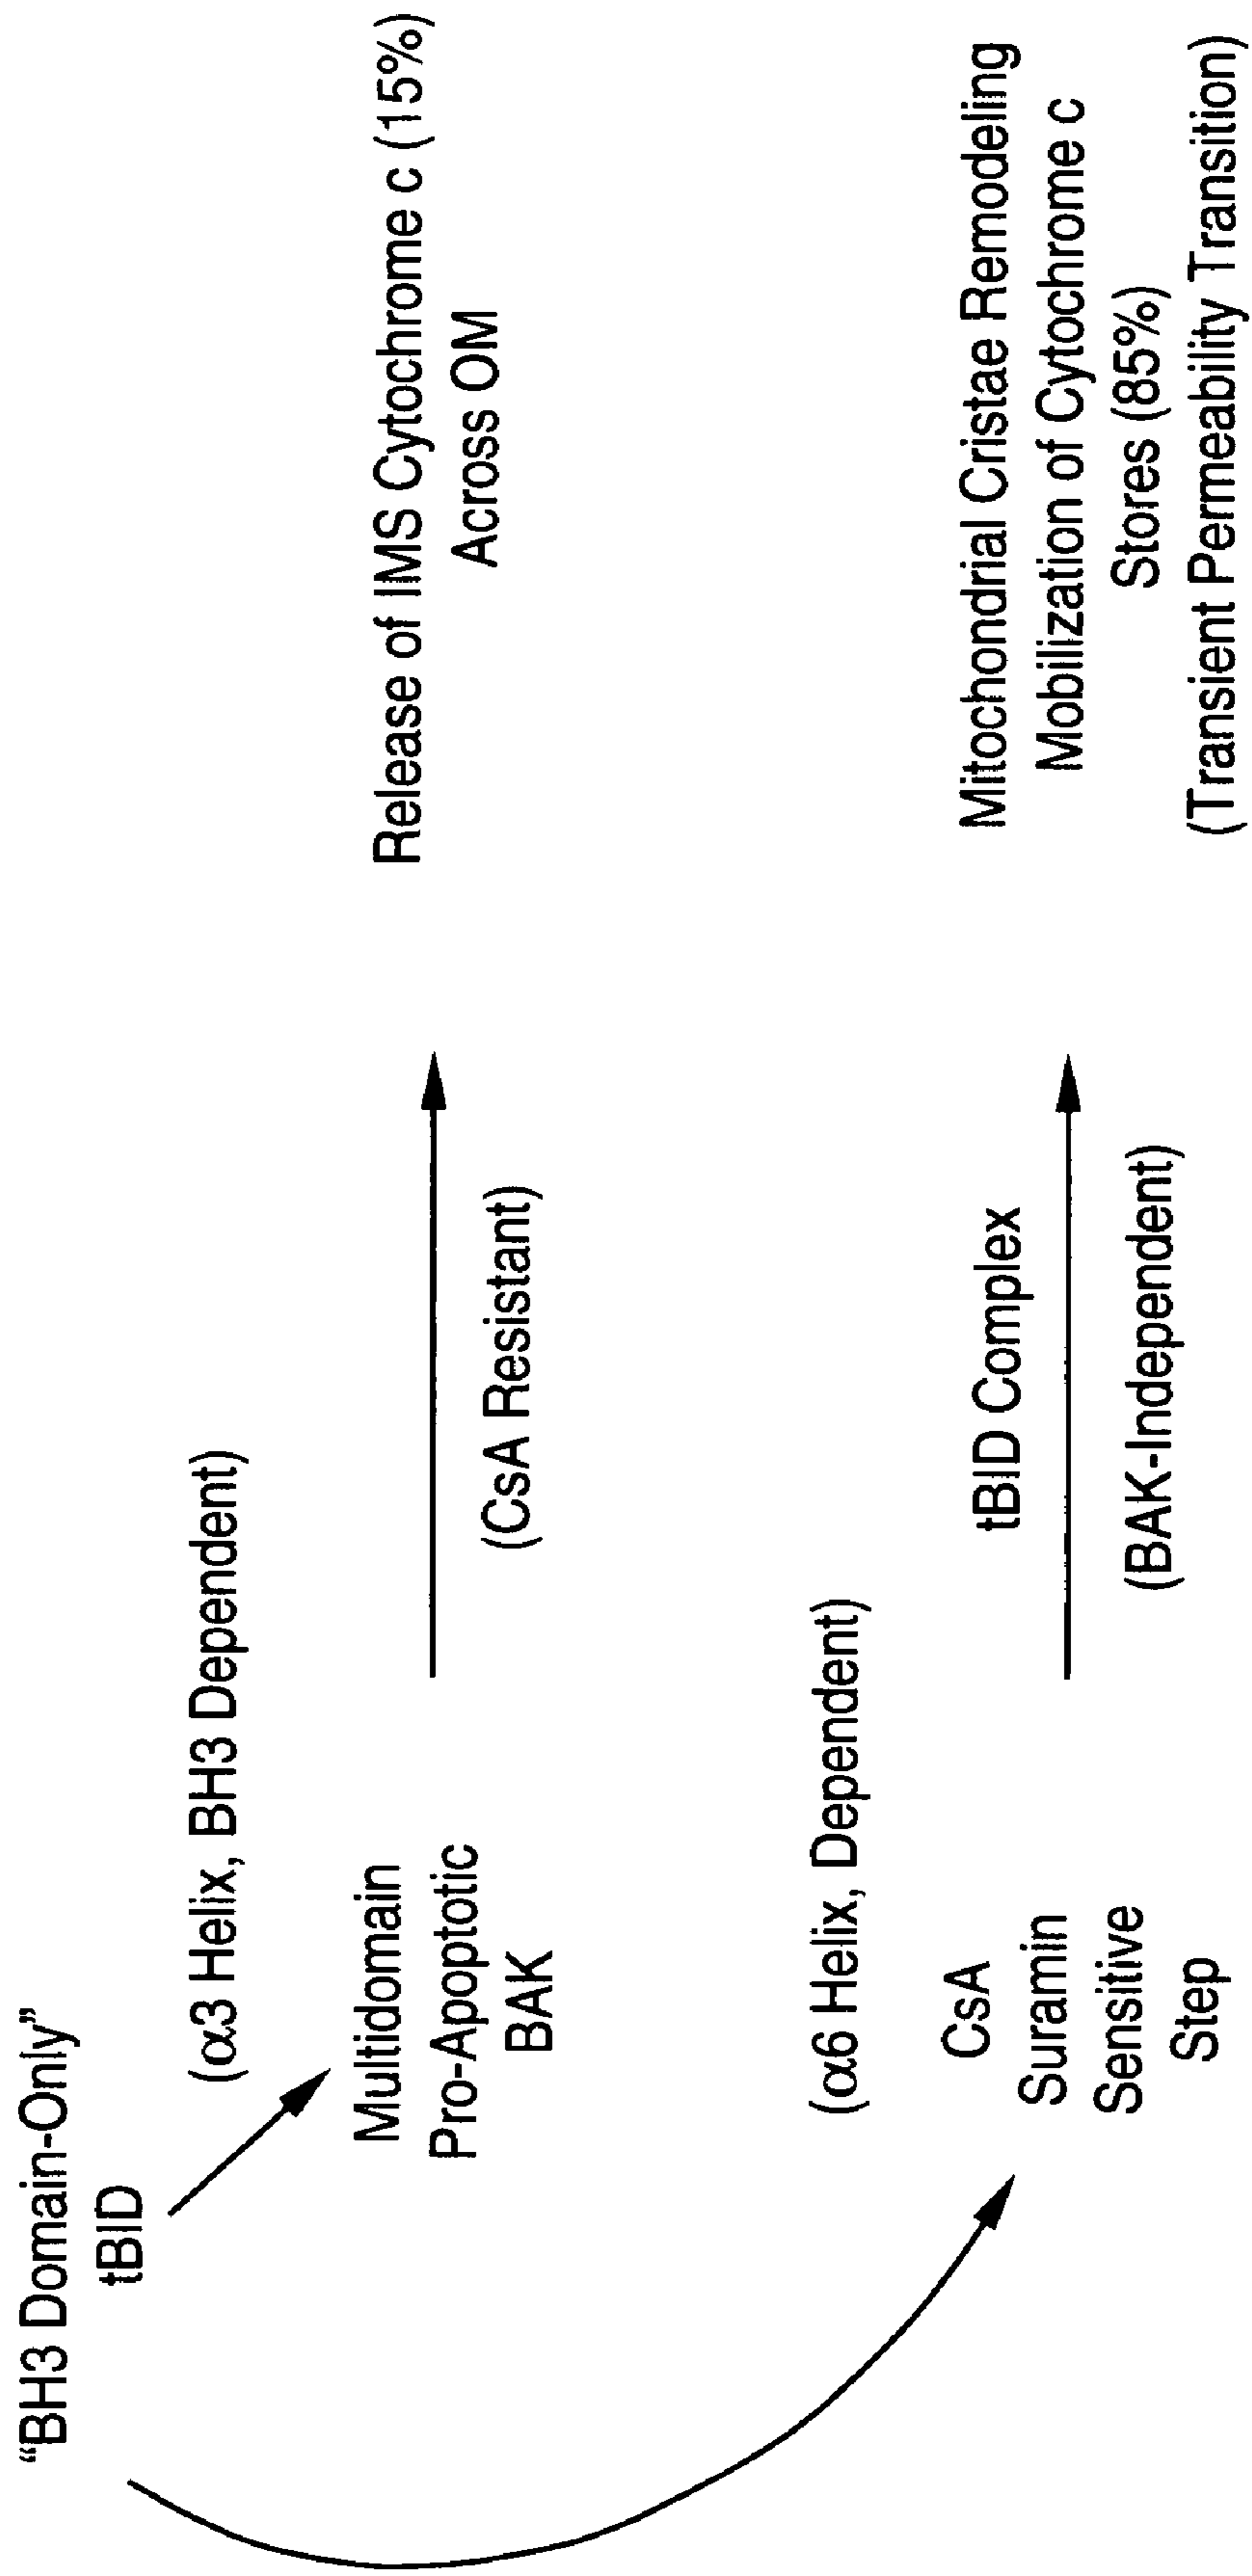 “BH3 Domain-Only”
tBID
(α3 Helix, BH3 Dependent)
Multidomain
Pro-Apoptotic
BAK
(CsA Resistant)
Release of IMS Cytochrome c (15%)
Across OM
(α6 Helix, Dependent)
CsA
Suramin
Sensitive
Step
tBID Complex
(BAK-Independent)
Mitochondrial Cristae Remodeling
Mobilization of Cytochrome c
Stores (85%)
(Transient Permeability Transition)